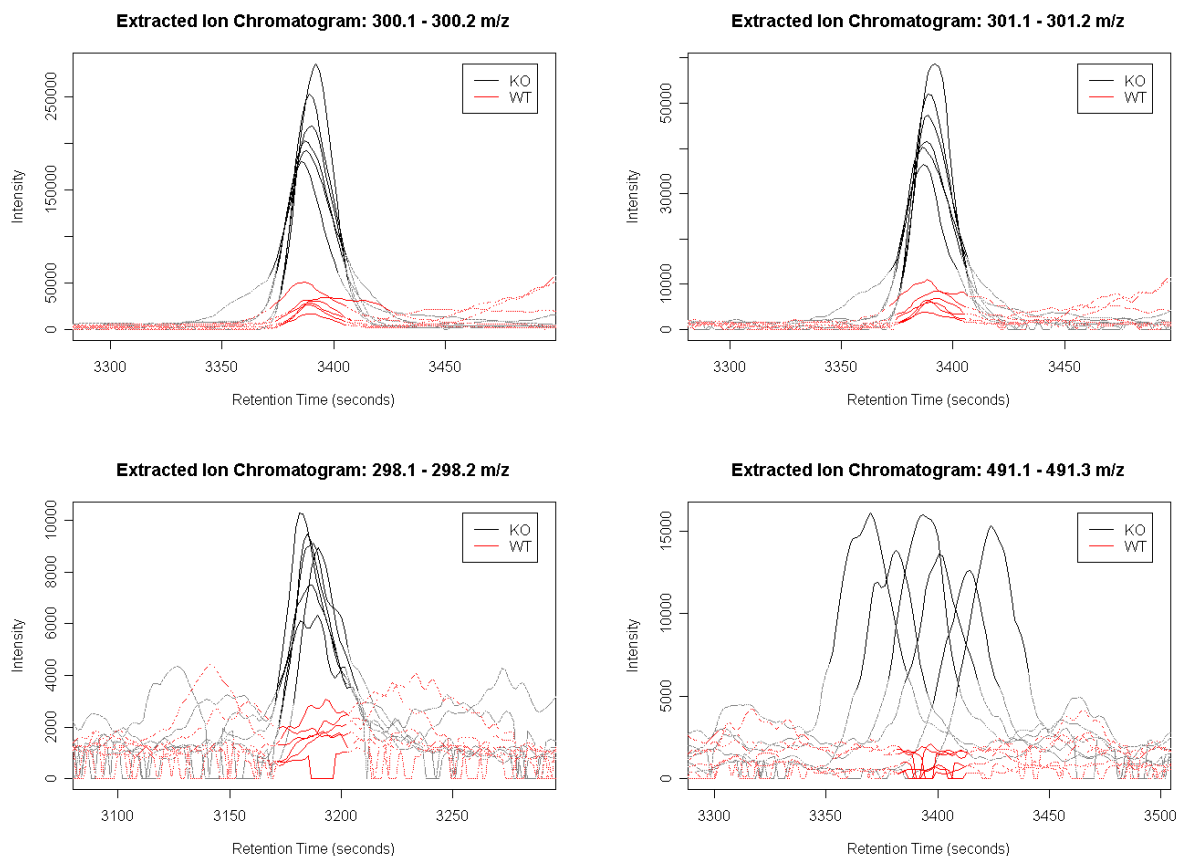 Extracted Ion Chromatogram: 300.1 - 300.2 m/z
Intensity
0
50000
150000
250000
KO
WT
3300
3350
3400
3450
Retention Time (seconds)
Extracted Ion Chromatogram: 301.1 - 301.2 m/z
Intensity
0
10000
30000
50000
KO
WT
3300
3350
3400
3450
Retention Time (seconds)
Extracted Ion Chromatogram: 298.1 - 298.2 m/z
Intensity
0
2000
4000
6000
8000
10000
KO
WT
3100
3150
3200
3250
Retention Time (seconds)
Extracted Ion Chromatogram: 491.1 - 491.3 m/z
Intensity
0
5000
10000
15000
KO
WT
3300
3350
3400
3450
3500
Retention Time (seconds)